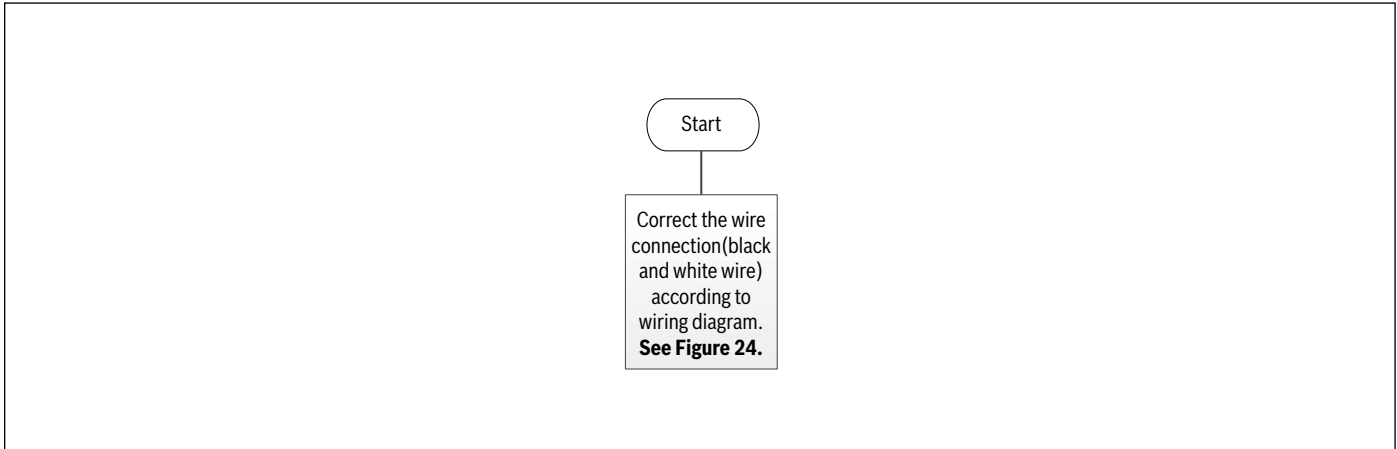 Start
Correct the wire
connection(black
and white wire)
according to
wiring diagram.
See Figure 24.